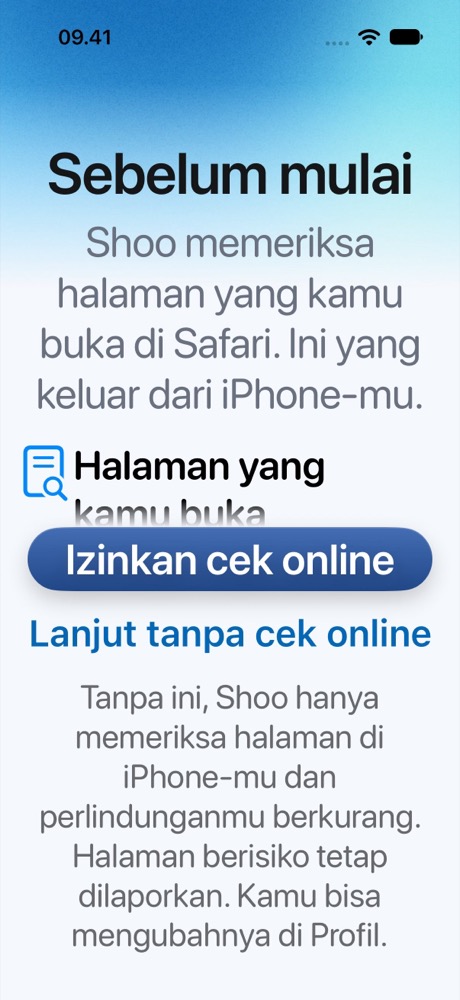 09.41
Sebelum mulai
Shoo memeriksa
halaman yang kamu
buka di Safari. Ini yang
keluar dari iPhone-mu.
Halaman yang
kamu buka
Izinkan cek online
Lanjut tanpa cek online
Tanpa ini, Shoo hanya
memeriksa halaman di
iPhone-mu dan
perlindunganmu berkurang.
Halaman berisiko tetap
dilaporkan. Kamu bisa
mengubahnya di Profil.